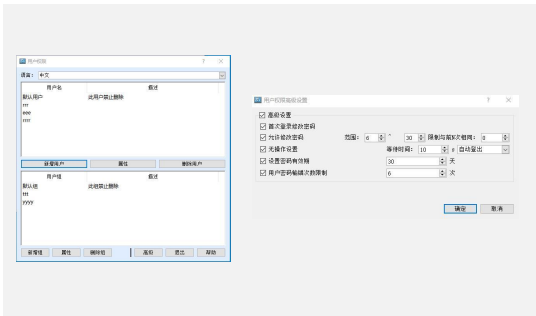 用户权限
语言: 中文
用户名 描述
默认用户 此用户禁止删除
rrr
eee
rrrr
新增用户 属性 删除用户
用户组 描述
默认组 此组禁止删除
ttt
yyyy
新增组 属性 删除组 高级 退出 帮助
用户权限高级设置
高级设置
首次登录修改密码
允许修改密码 范围: 6 ~ 30 限制与前N次相同: 0
无操作设置 等待时间: 10 s 自动登出
设置密码有效期 30 天
用户密码输错次数限制 6 次
确定 取消